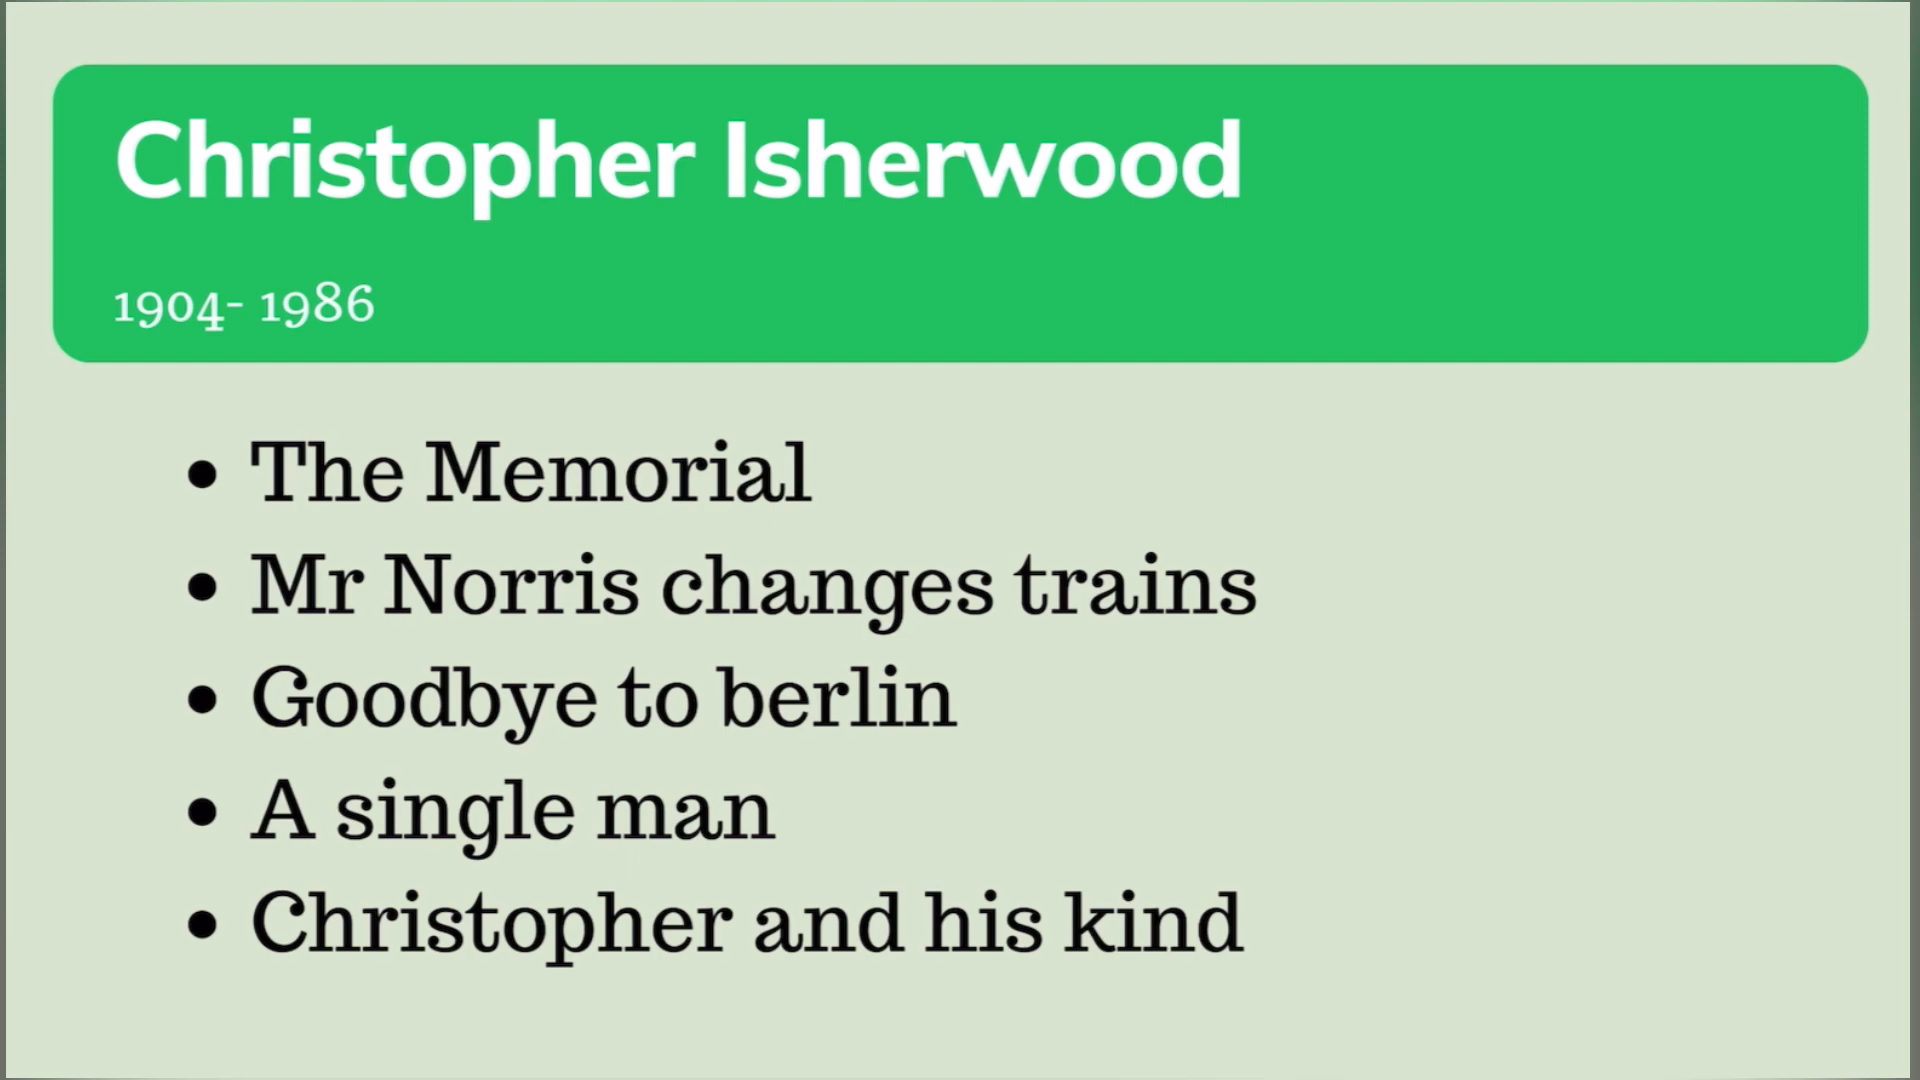 Christopher Isherwood
1904- 1986
• The Memorial
• Mr Norris changes trains
• Goodbye to berlin
• A single man
• Christopher and his kind